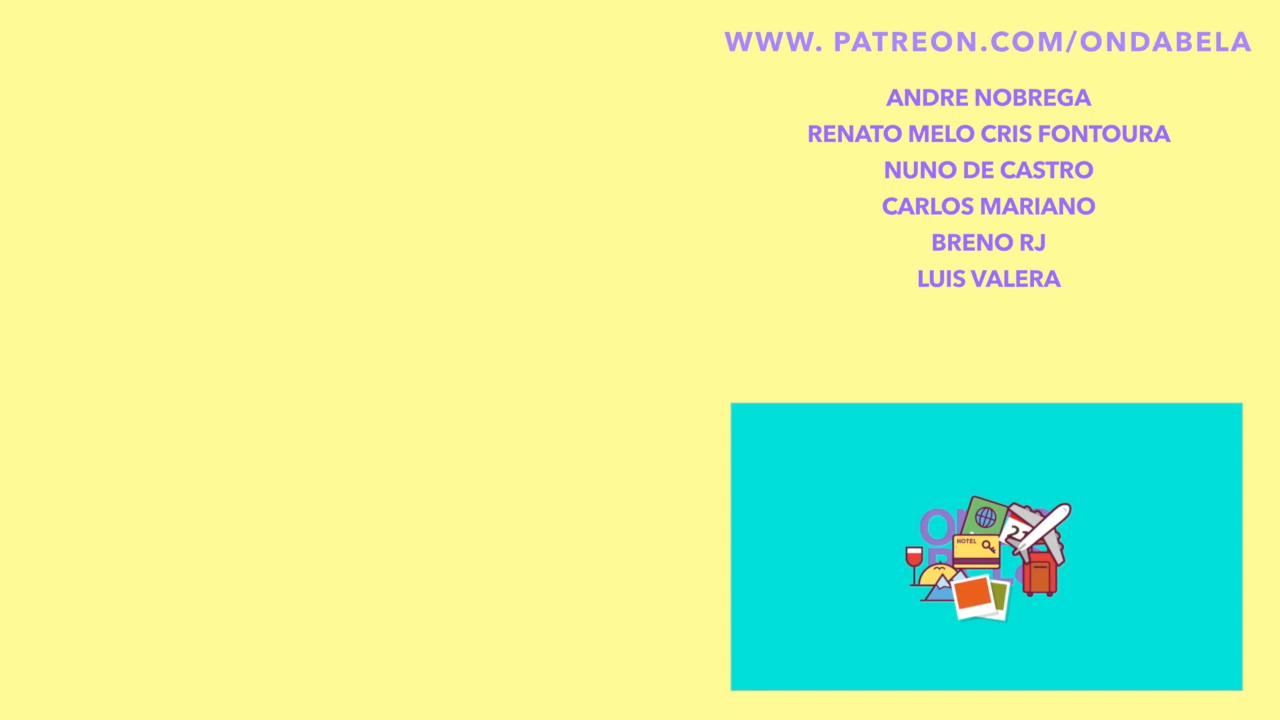 WWW. PATREON.COM/ONDABELA
ANDRE NOBREGA
RENATO MELO CRIS FONTOURA
NUNO DE CASTRO
CARLOS MARIANO
BRENO RJ
LUIS VALERA
HOTEL